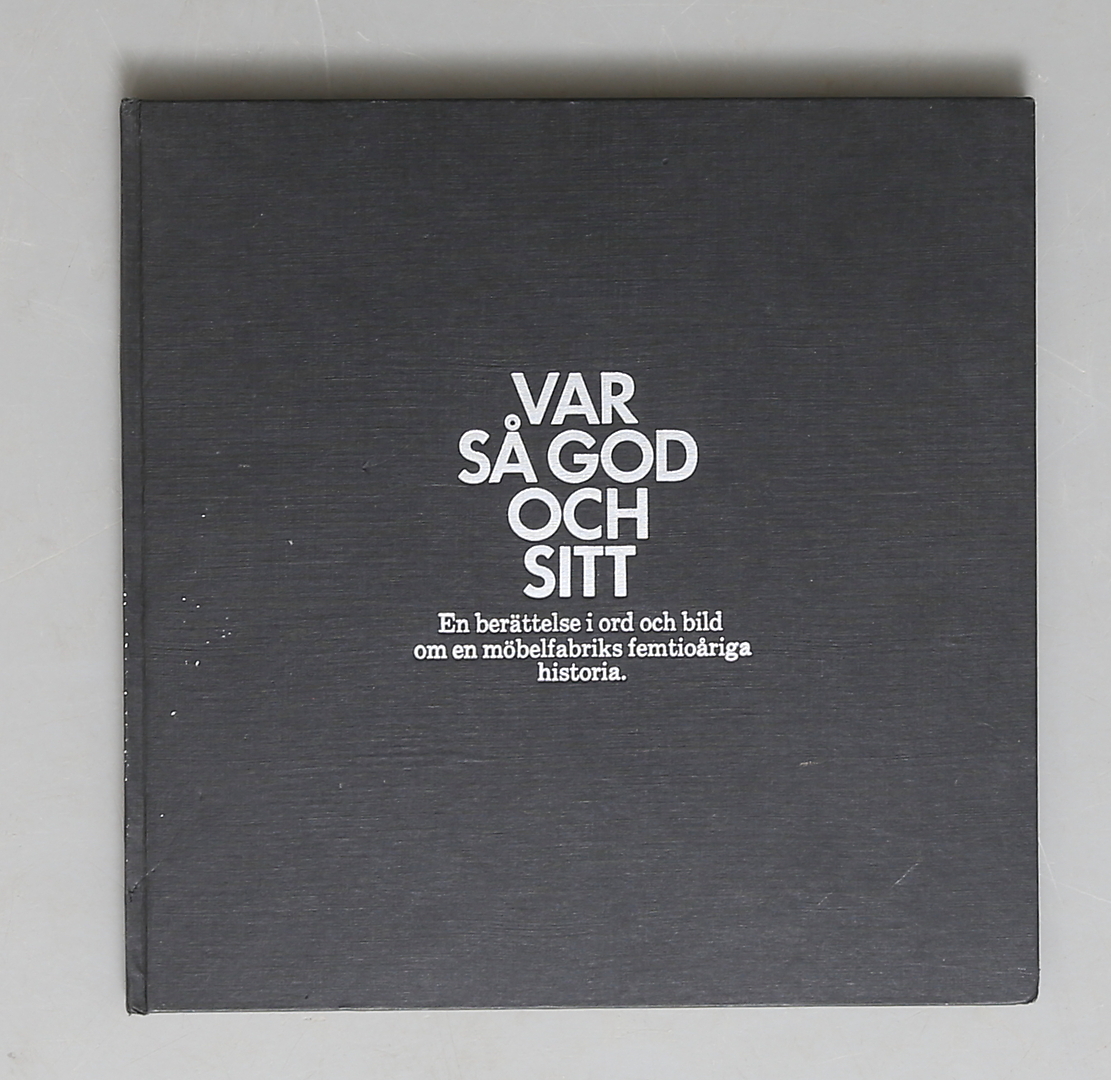 VAR
SÅ GOD
OCH
SITT
En berättelse i ord och bild
om en möbelfabriks femtioåriga
historia.